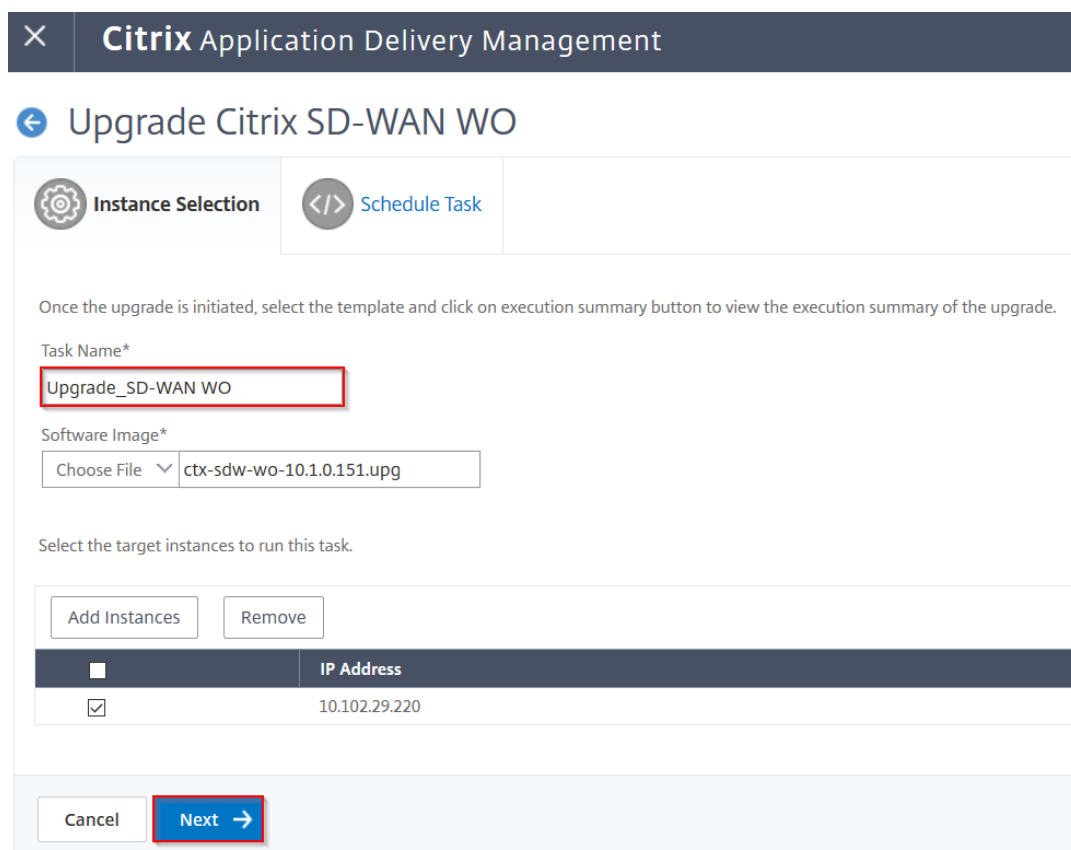 Citrix Application Delivery Management
Upgrade Citrix SD-WAN WO
Instance Selection
</> Schedule Task
Once the upgrade is initiated, select the template and click on execution summary button to view the execution summary of the upgrade.
Task Name*
Upgrade_SD-WAN WO
Software Image*
Choose File ctx-sdw-wo-10.1.0.151.upg
Select the target instances to run this task.
Add Instances Remove
IP Address
10.102.29.220
Cancel Next →